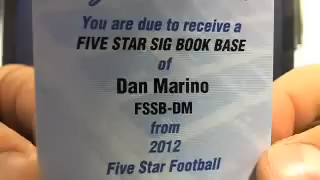 You are due to receive a
FIVE STAR SIG BOOK BASE
of
Dan Marino
FSSB-DM
from
2012
Five Star Football